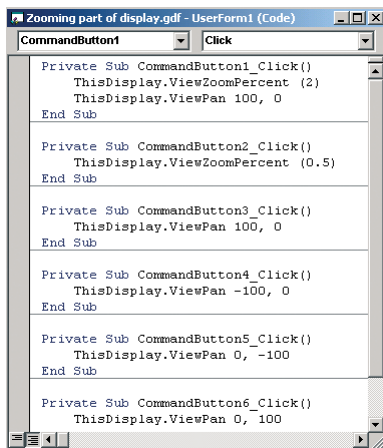 Zooming part of display.gdf - UserForm1 (Code)
CommandButton1 Click
Private Sub CommandButton1_Click()
    ThisDisplay.ViewZoomPercent (2)
    ThisDisplay.ViewPan 100, 0
End Sub
Private Sub CommandButton2_Click()
    ThisDisplay.ViewZoomPercent (0.5)
End Sub
Private Sub CommandButton3_Click()
    ThisDisplay.ViewPan 100, 0
End Sub
Private Sub CommandButton4_Click()
    ThisDisplay.ViewPan -100, 0
End Sub
Private Sub CommandButton5_Click()
    ThisDisplay.ViewPan 0, -100
End Sub
Private Sub CommandButton6_Click()
    ThisDisplay.ViewPan 0, 100